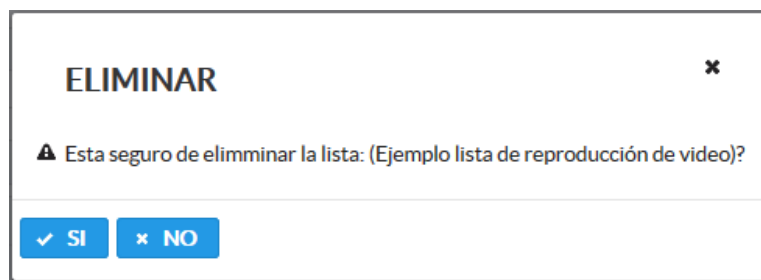 ELIMINAR
Esta seguro de elimminar la lista: (Ejemplo lista de reproducción de video)?
SI
NO